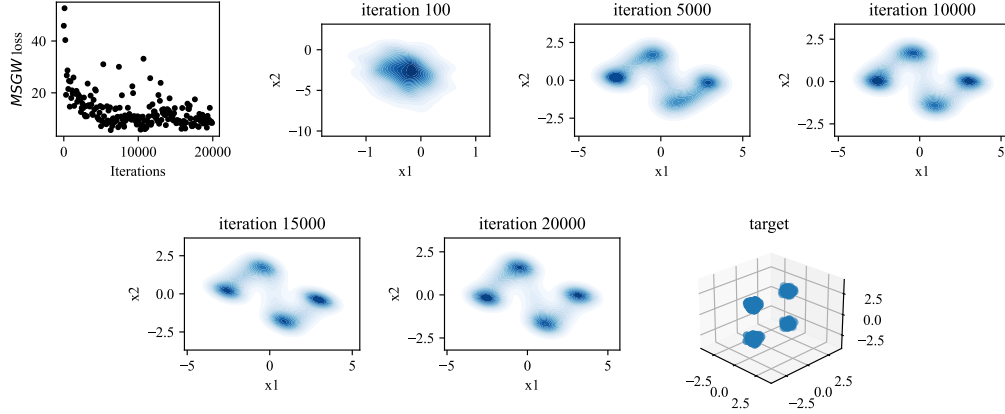 iteration 100
iteration 5000
iteration 10000
MSGW loss
40
20
0
10000
20000
Iterations
x2
0
−5
−10
−1
0
1
x1
x2
2.5
0.0
−2.5
−5
0
5
x1
x2
2.5
0.0
−2.5
−5
0
5
x1
iteration 15000
iteration 20000
target
x2
2.5
0.0
−2.5
−5
0
5
x1
x2
2.5
0.0
−2.5
−5
0
5
x1
2.5
0.0
−2.5
−2.5
0.0
2.5
−2.5
0.0
2.5